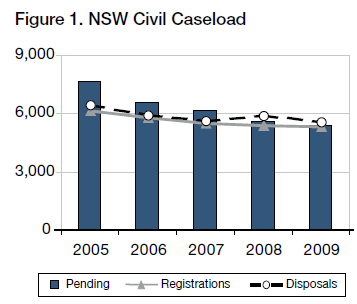 Figure 1. NSW Civil Caseload
9,000
6,000
3,000
0
2005 2006 2007 2008 2009
Pending Registrations Disposals